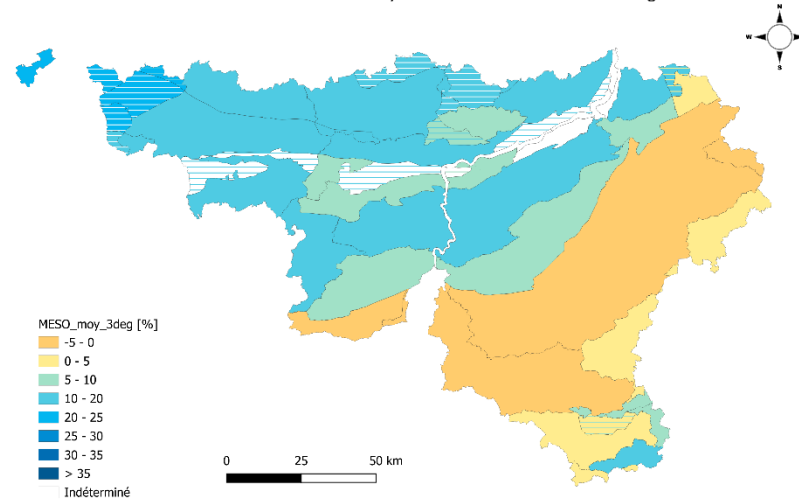 N
W
S
MESO_moy_3deg [%]
-5 - 0
0 - 5
5 - 10
10 - 20
20 - 25
25 - 30
30 - 35
> 35
Indéterminé
0 25 50 km